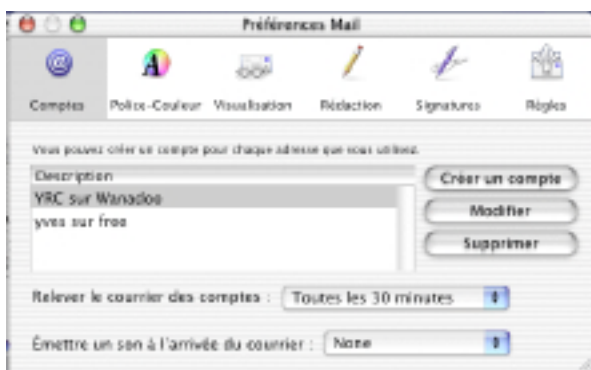 Préférences Mail
Comptes Police-Couleur Visualisation Rédaction Signatures Règles
Vous pouvez créer un compte pour chaque adresse que vous utilisez.
Description
YRC sur Wanadoo
yves sur free
Créer un compte
Modifier
Supprimer
Relever le courrier des comptes : Toutes les 30 minutes
Émettre un son à l'arrivée du courrier : None